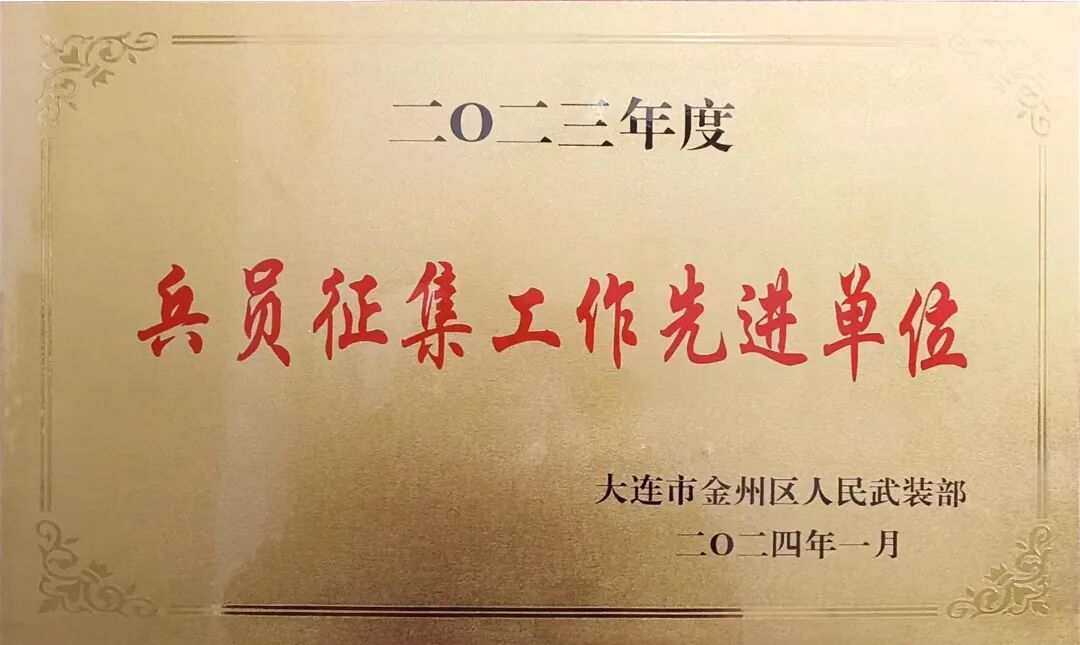 二O二三年度
兵员征集工作先进单位
大连市金州区人民武装部
二O二四年一月